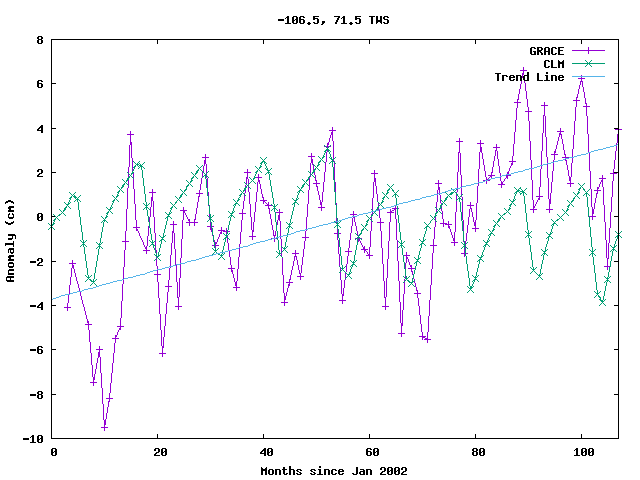 -106.5, 71.5 TWS
GRACE
CLM
Trend Line
8
6
4
2
0
-2
-4
-6
-8
-10
Anomaly (cm)
0 20 40 60 80 100
Months since Jan 2002